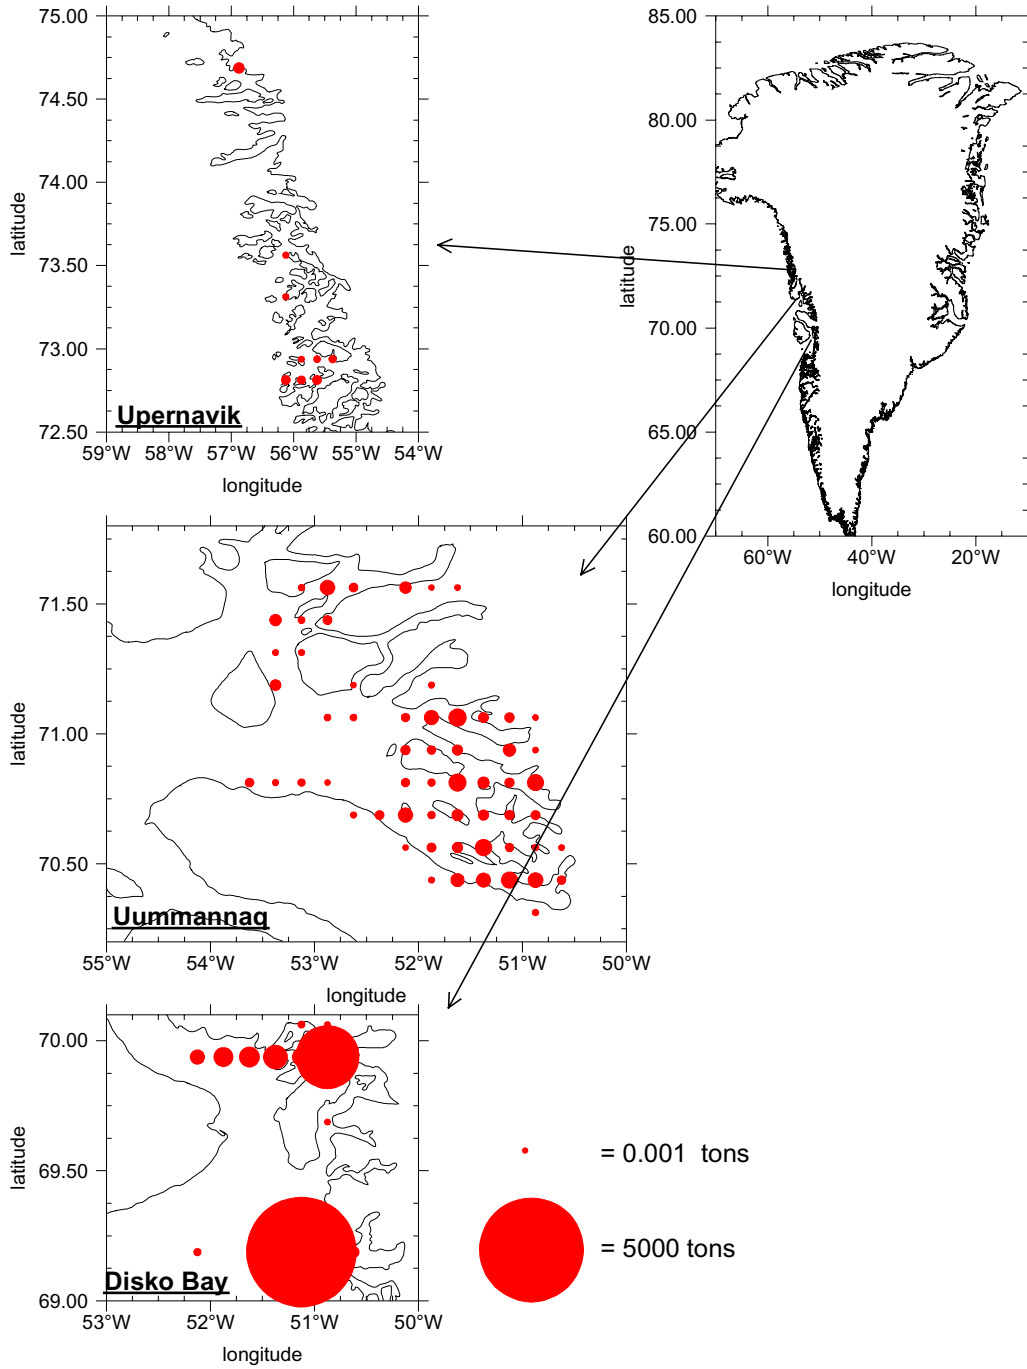 75.00
74.50
74.00
73.50
73.00
72.50
latitude
Upernavik
59°W 58°W 57°W 56°W 55°W 54°W
longitude
85.00
80.00
75.00
70.00
65.00
60.00
latitude
60°W 40°W 20°W
longitude
71.50
71.00
70.50
latitude
Uummannaq
55°W 54°W 53°W 52°W 51°W 50°W
longitude
70.00
69.50
69.00
latitude
Disko Bay
53°W 52°W 51°W 50°W
longitude
= 0.001 tons
= 5000 tons